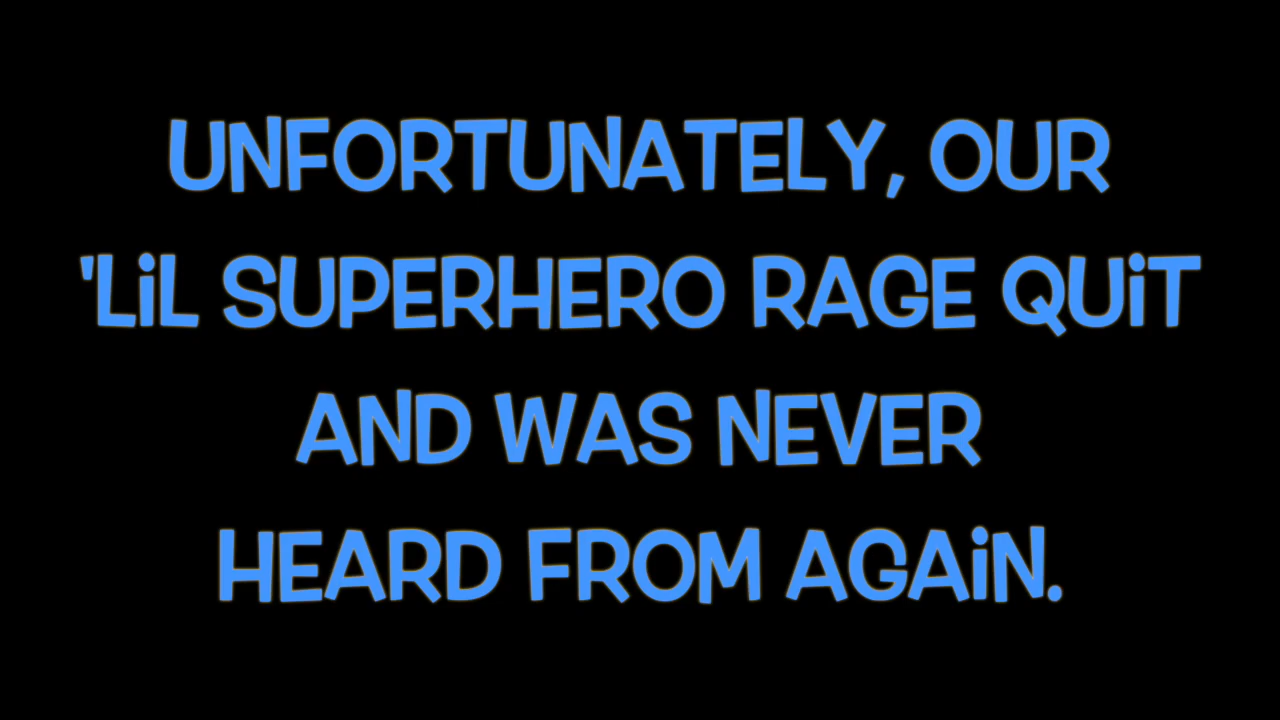 UNFORTUNATELY, OUR
'LiL SUPERHERO RAGE QUiT
AND WAS NEVER
HEARD FROM AGAiN.